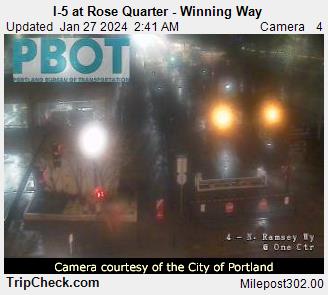 I-5 at Rose Quarter - Winning Way
Updated Jan 27 2024 2:41 AM Camera 4
PBOT
PORTLAND BUREAU OF TRANSPORTATION
4 - N. Ramsey Wy
@ One Ctr
Camera courtesy of the City of Portland
TripCheck.com Milepost302.00